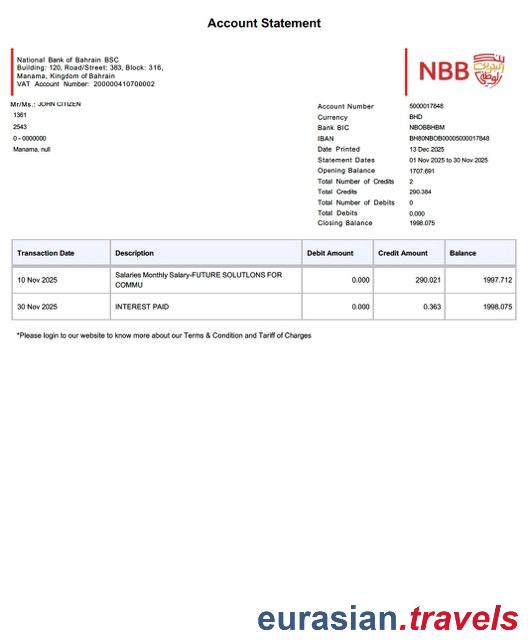 Account Statement
National Bank of Bahrain BSC
Building: 120, Road/Street: 383, Block: 316,
Manama, Kingdom of Bahrain
VAT Account Number: 200000410700002
NBB
بنك البحرين الوطني
Mr/Ms.: JOHN CITIZEN
1361
2543
0 - 0000000
Manama, null
Account Number 5000017848
Currency BHD
Bank BIC NBOBBHBM
IBAN BH80NBOB00005000017848
Date Printed 13 Dec 2025
Statement Dates 01 Nov 2025 to 30 Nov 2025
Opening Balance 1707.691
Total Number of Credits 2
Total Credits 290.384
Total Number of Debits 0
Total Debits 0.000
Closing Balance 1998.075
Transaction Date Description Debit Amount Credit Amount Balance
10 Nov 2025 Salaries Monthly Salary-FUTURE SOLUTLONS FOR COMMU 0.000 290.021 1997.712
30 Nov 2025 INTEREST PAID 0.000 0.363 1998.075
*Please login to our website to know more about our Terms & Condition and Tariff of Charges
eurasian.travels